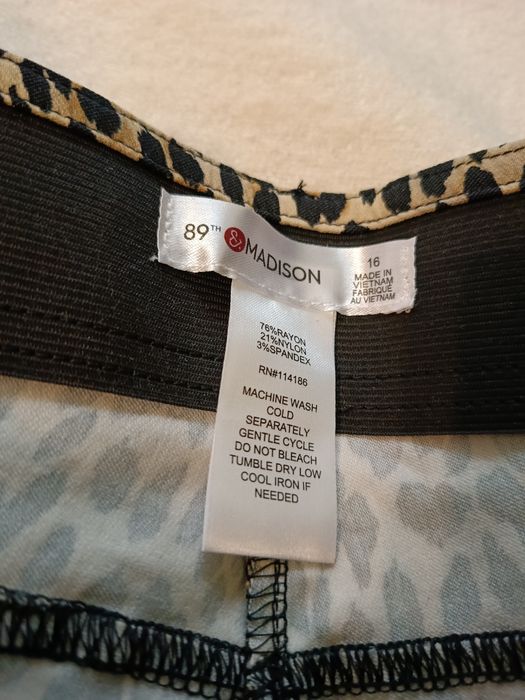 89TH & MADISON
16
MADE IN
VIETNAM
FABRIQUÉ
AU VIETNAM
76%RAYON
21%NYLON
3%SPANDEX
RN#114186
MACHINE WASH
COLD
SEPARATELY
GENTLE CYCLE
DO NOT BLEACH
TUMBLE DRY LOW
COOL IRON IF
NEEDED